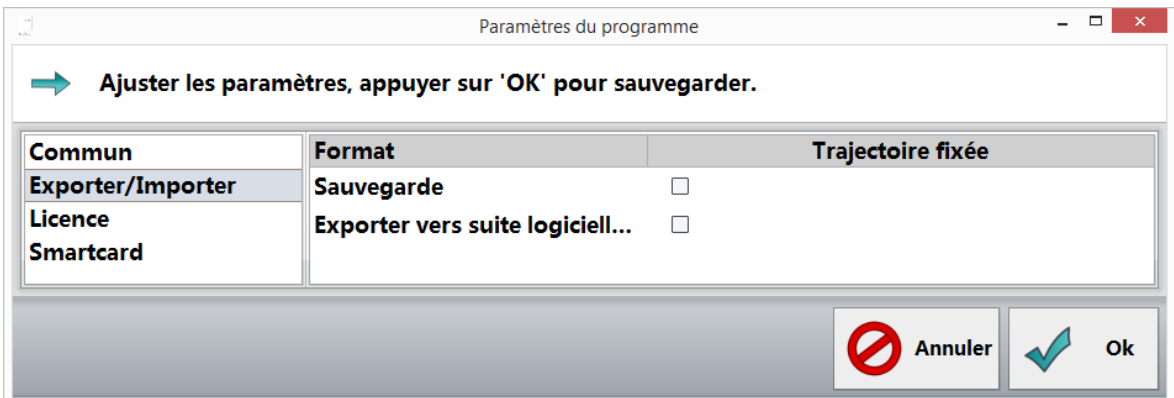 Paramètres du programme
Ajuster les paramètres, appuyer sur 'OK' pour sauvegarder.
Commun
Exporter/Importer
Licence
Smartcard
Format Trajectoire fixée
Sauvegarde
Exporter vers suite logiciell...
Annuler Ok